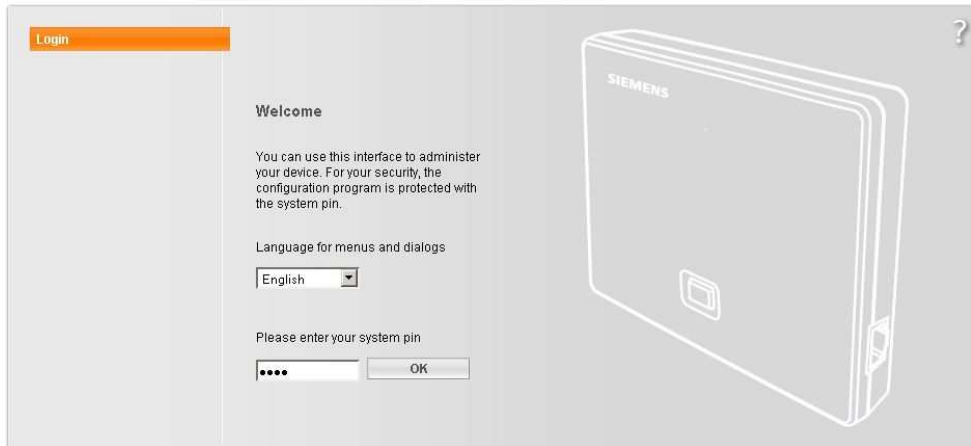 Login
?
SIEMENS
Welcome
You can use this interface to administer
your device. For your security, the
configuration program is protected with
the system pin.
Language for menus and dialogs
English
Please enter your system pin
••••
OK